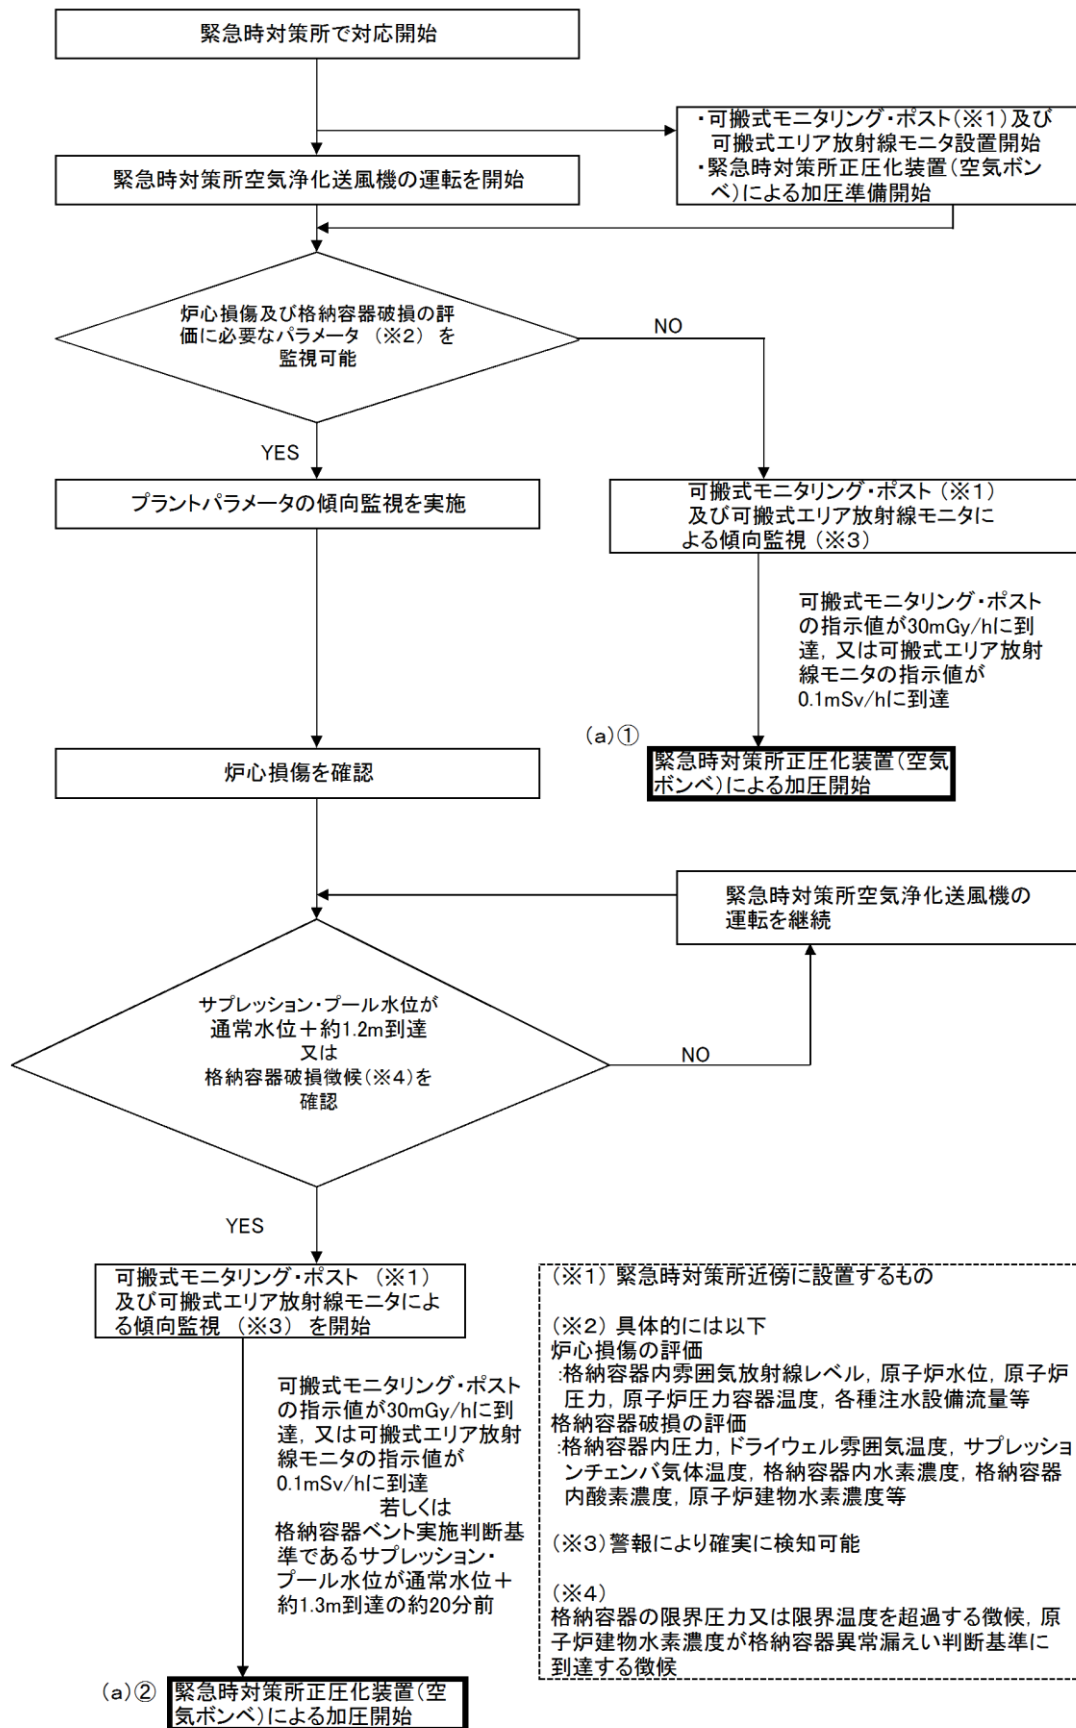 緊急時対策所で対応開始
・可搬式モニタリング・ポスト(※1)及び
可搬式エリア放射線モニタ設置開始
・緊急時対策所正圧化装置(空気ボン
ベ)による加圧準備開始
緊急時対策所空気浄化送風機の運転を開始
炉心損傷及び格納容器破損の評
価に必要なパラメータ (※2) を
監視可能
NO
YES
プラントパラメータの傾向監視を実施
可搬式モニタリング・ポスト (※1)
及び可搬式エリア放射線モニタに
よる傾向監視 (※3)
可搬式モニタリング・ポスト
の指示値が30mGy/hに到
達, 又は可搬式エリア放射
線モニタの指示値が
0.1mSv/hに到達
(a)①
緊急時対策所正圧化装置(空気
ボンベ)による加圧開始
炉心損傷を確認
緊急時対策所空気浄化送風機の
運転を継続
サプレッション・プール水位が
通常水位+約1.2m到達
又は
格納容器破損徴候(※4)を
確認
NO
YES
可搬式モニタリング・ポスト (※1)
及び可搬式エリア放射線モニタによ
る傾向監視 (※3) を開始
可搬式モニタリング・ポスト
の指示値が30mGy/hに到
達, 又は可搬式エリア放射
線モニタの指示値が
0.1mSv/hに到達
若しくは
格納容器ベント実施判断基
準であるサプレッション・
プール水位が通常水位+
約1.3m到達の約20分前
(a)②
緊急時対策所正圧化装置(空
気ボンベ)による加圧開始
(※1) 緊急時対策所近傍に設置するもの
(※2) 具体的には以下
炉心損傷の評価
:格納容器内雰囲気放射線レベル, 原子炉水位, 原子炉
圧力, 原子炉圧力容器温度, 各種注水設備流量等
格納容器破損の評価
:格納容器内圧力, ドライウェル雰囲気温度, サプレッショ
ンチェンバ気体温度, 格納容器内水素濃度, 格納容器
内酸素濃度, 原子炉建物水素濃度等
(※3) 警報により確実に検知可能
(※4)
格納容器の限界圧力又は限界温度を超過する徴候, 原
子炉建物水素濃度が格納容器異常漏えい判断基準に
到達する徴候